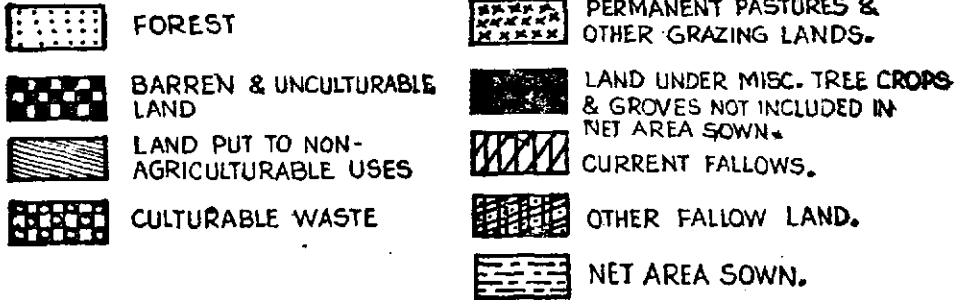 FOREST
BARREN & UNCULTURABLE
LAND
LAND PUT TO NON-
AGRICULTURABLE USES
CULTURABLE WASTE
PERMANENT PASTURES &
OTHER GRAZING LANDS.
LAND UNDER MISC. TREE CROPS
& GROVES NOT INCLUDED IN
NET AREA SOWN.
CURRENT FALLOWS.
OTHER FALLOW LAND.
NET AREA SOWN.